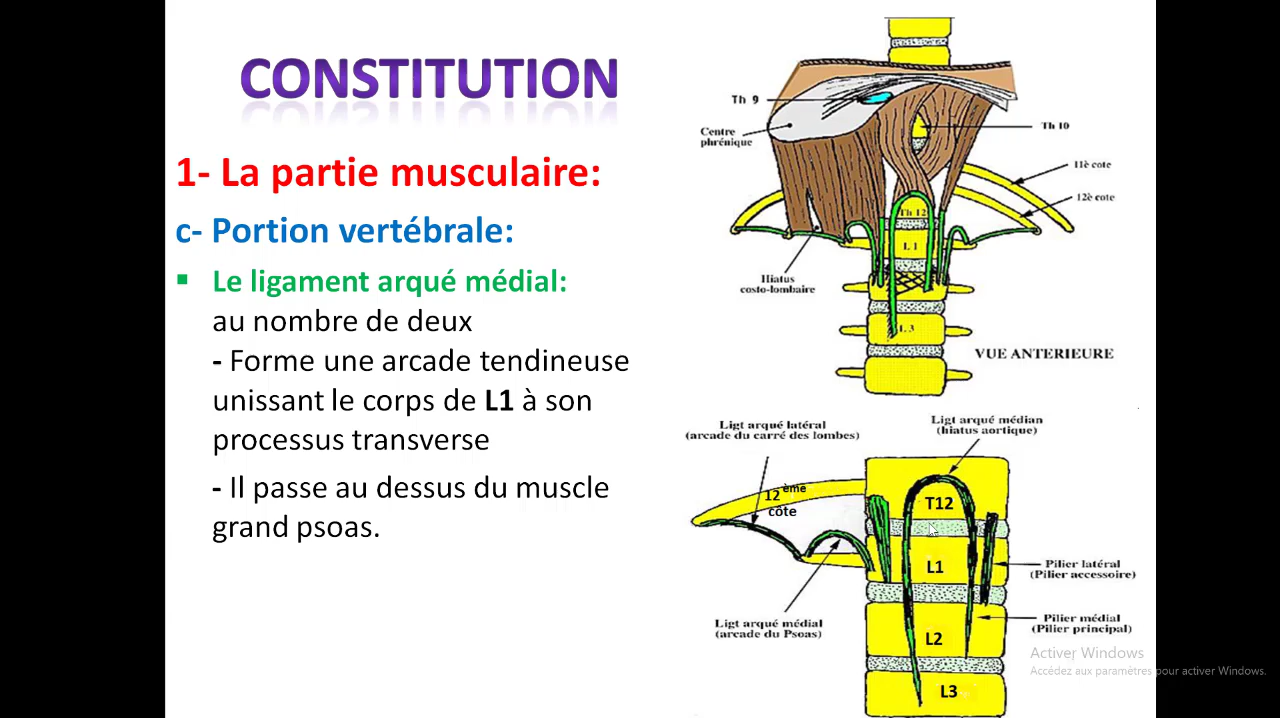 CONSTITUTION
1- La partie musculaire:
c- Portion vertébrale:
▪ Le ligament arqué médial:
au nombre de deux
- Forme une arcade tendineuse
unissant le corps de L1 à son
processus transverse
- Il passe au dessus du muscle
grand psoas.
Th 9
Centre
phrénique
Th 10
11è cote
12è cote
Th 12
L 1
Hiatus
costo-lombaire
L 3
VUE ANTERIEURE
Ligt arqué latéral
(arcade du carré des lombes)
Ligt arqué médian
(hiatus aortique)
12 ème
côte
T12
L1
Pilier latéral
(Pilier accessoire)
Ligt arqué médial
(arcade du Psoas)
Pilier médial
(Pilier principal)
L2
L3
Activer Windows
Accédez aux paramètres pour activer Windows.